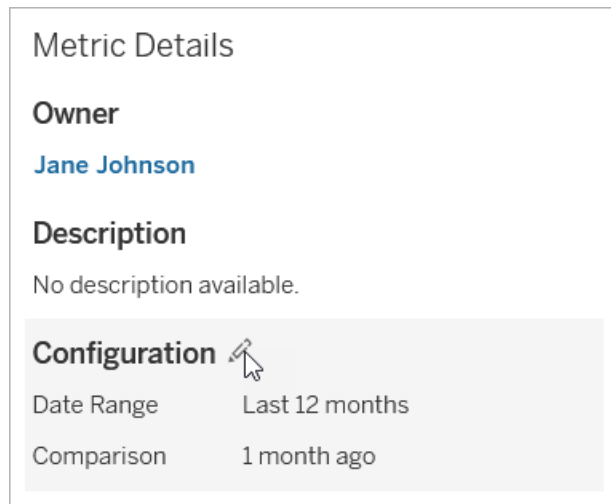 Metric Details
Owner
Jane Johnson
Description
No description available.
Configuration
Date Range Last 12 months
Comparison 1 month ago